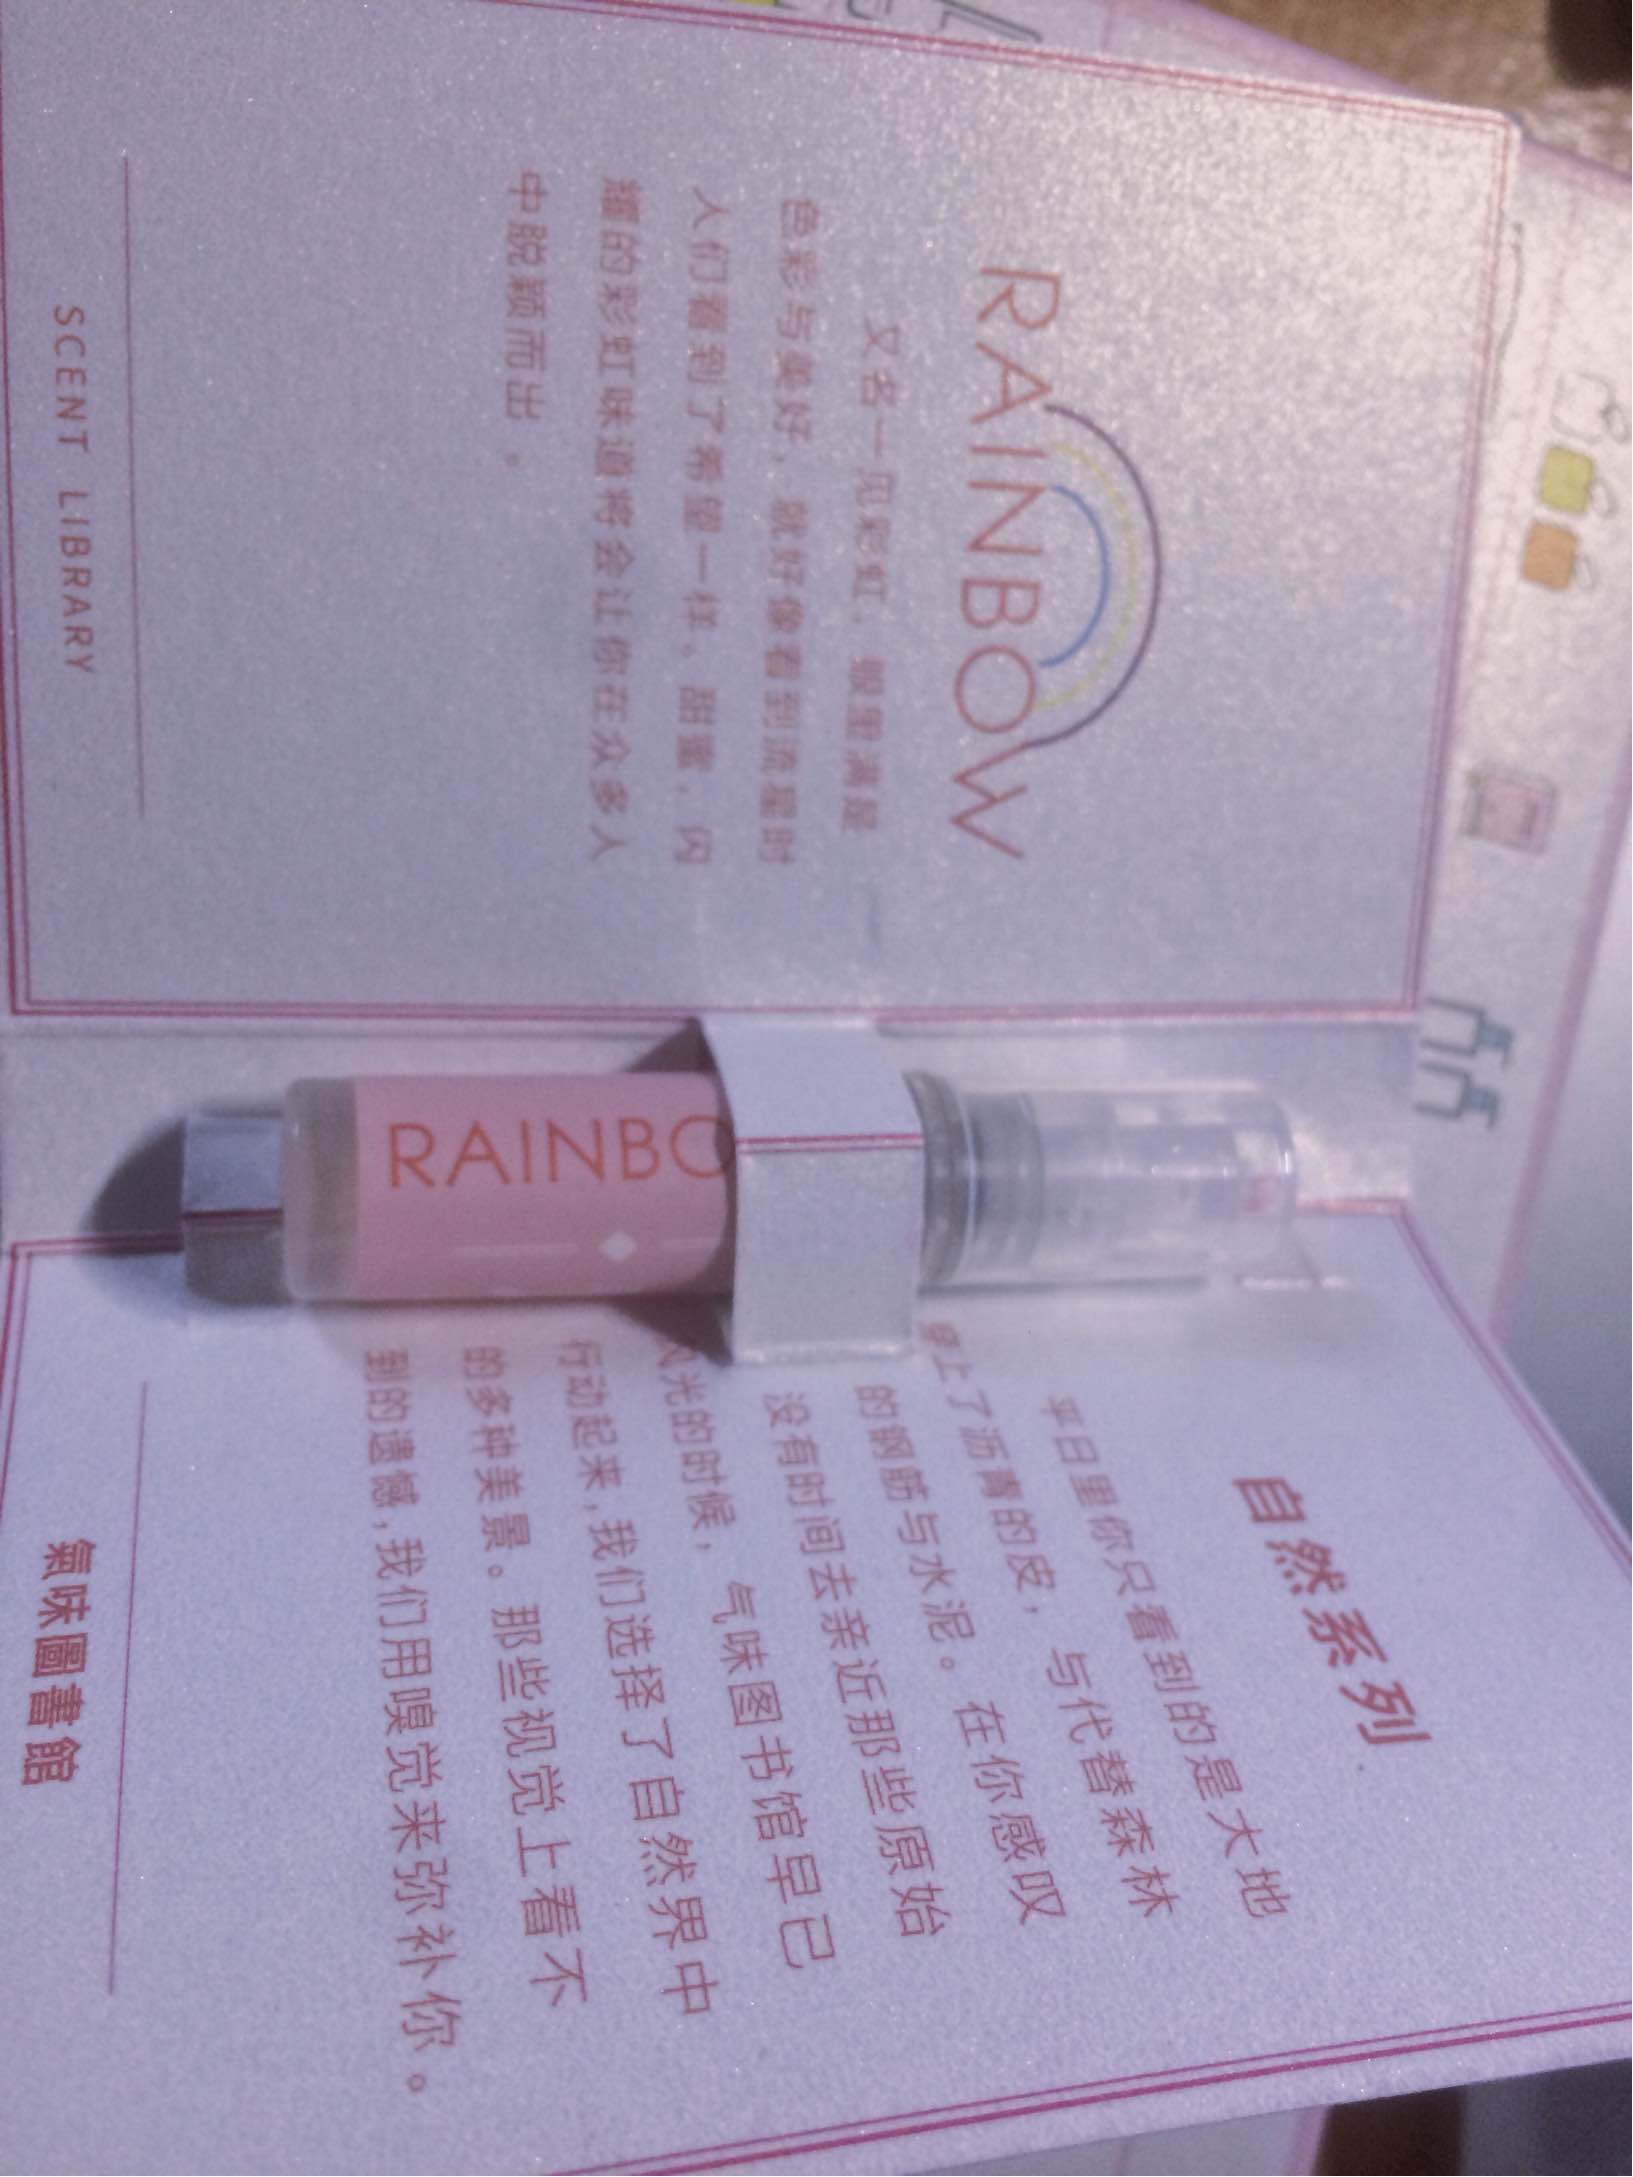 RAINBOW
又名一见彩虹，眼里满是
色彩与美好，就好像看到流星时
人们看到了希望一样。甜蜜、闪
耀的彩虹味道将会让你在众多人
中脱颖而出。
SCENT LIBRARY
RAINBO
自然系列
平日里你只看到的是大地
穿上了沥青的皮，与代替森林
的钢筋与水泥。在你感叹
没有时间去亲近那些原始
风光的时候，气味图书馆早已
行动起来，我们选择了自然界中
的多种美景。那些视觉上看不
到的遗憾，我们用嗅觉来弥补你。
氣味圖書館